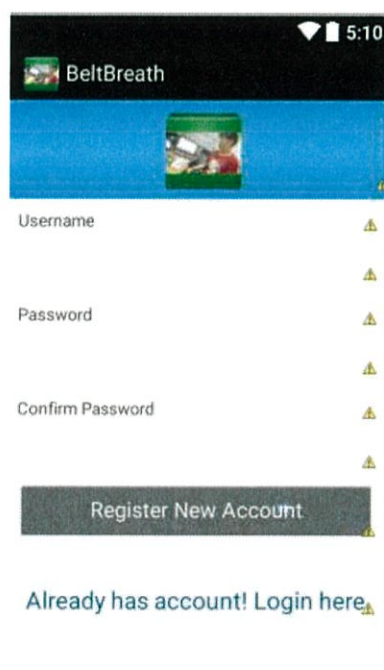 5:10
BeltBreath
Username
Password
Confirm Password
Register New Account
Already has account! Login here